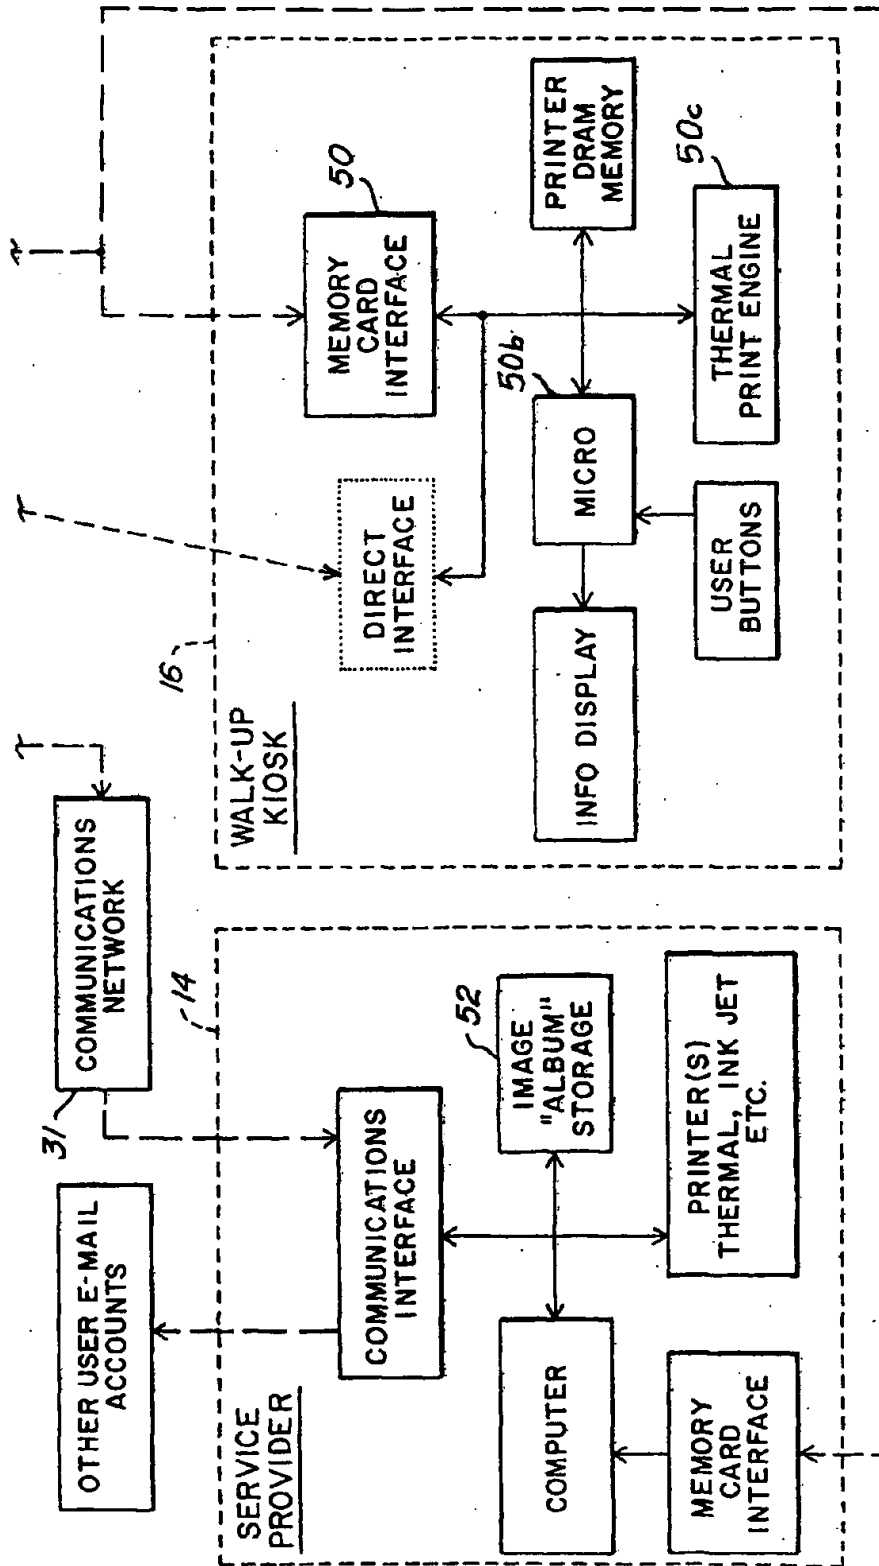 OTHER USER E-MAIL
ACCOUNTS
31
COMMUNICATIONS
NETWORK
SERVICE
PROVIDER
14
COMMUNICATIONS
INTERFACE
COMPUTER
52
IMAGE
"ALBUM"
STORAGE
MEMORY
CARD
INTERFACE
PRINTER(S)
THERMAL, INK JET
ETC.
WALK-UP
KIOSK
16
DIRECT
INTERFACE
50
MEMORY
CARD
INTERFACE
INFO DISPLAY
50b
MICRO
PRINTER
DRAM
MEMORY
USER
BUTTONS
50c
THERMAL
PRINT ENGINE